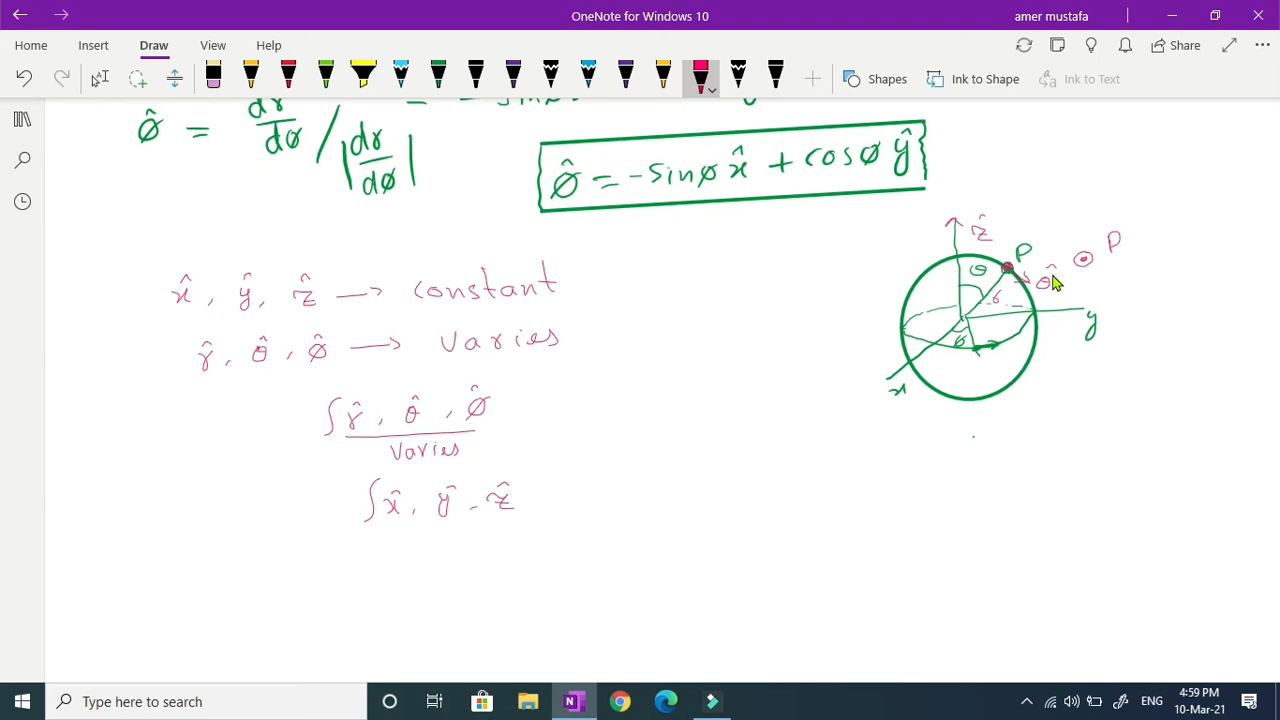 OneNote for Windows 10
amer mustafa
Home Insert Draw View Help
Share
Shapes
Ink to Shape
Ink to Text
φ̂ = dr/dφ / |dr/dφ|
φ̂ = -sinφ x̂ + cosφ ŷ
x̂, ŷ, ẑ → constant
r̂, θ̂, φ̂ → varies
∫ r̂, θ̂, φ̂
varies
∫ x̂, ŷ, ẑ
ẑ
P
P
θ
θ̂
r
y
φ
x
Type here to search
ENG
4:59 PM
10-Mar-21